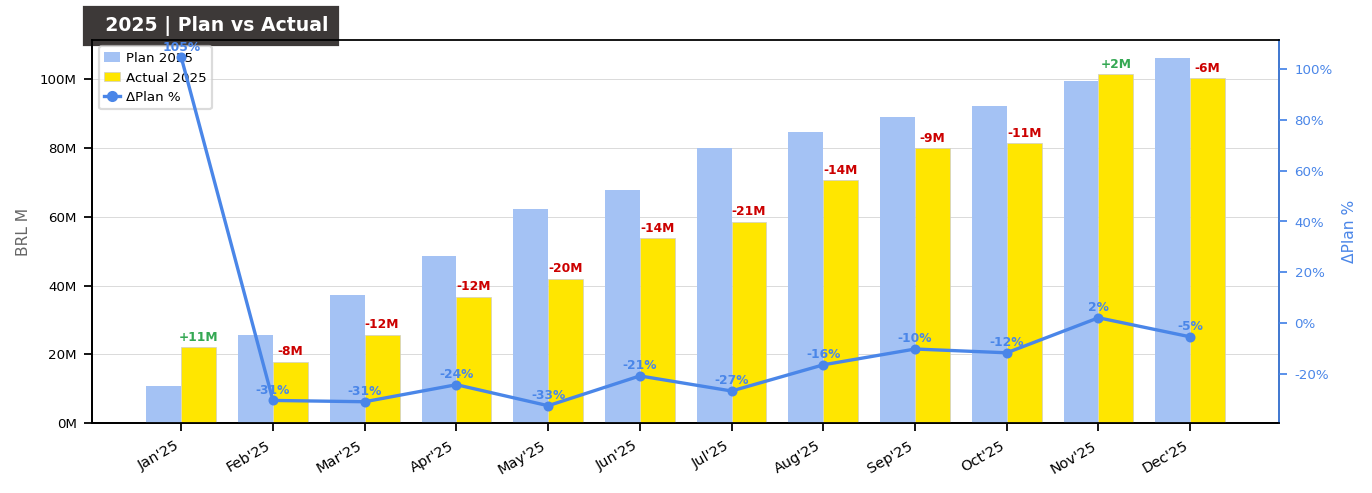 2025 | Plan vs Actual
105%
Plan 2025
Actual 2025
ΔPlan %
100M
80M
60M
40M
20M
0M
BRL M
100%
80%
60%
40%
20%
0%
-20%
ΔPlan %
+11M
-8M
-12M
-12M
-20M
-14M
-21M
-14M
-9M
-11M
+2M
-6M
-31%
-31%
-24%
-33%
-21%
-27%
-16%
-10%
-12%
2%
-5%
Jan'25
Feb'25
Mar'25
Apr'25
May'25
Jun'25
Jul'25
Aug'25
Sep'25
Oct'25
Nov'25
Dec'25